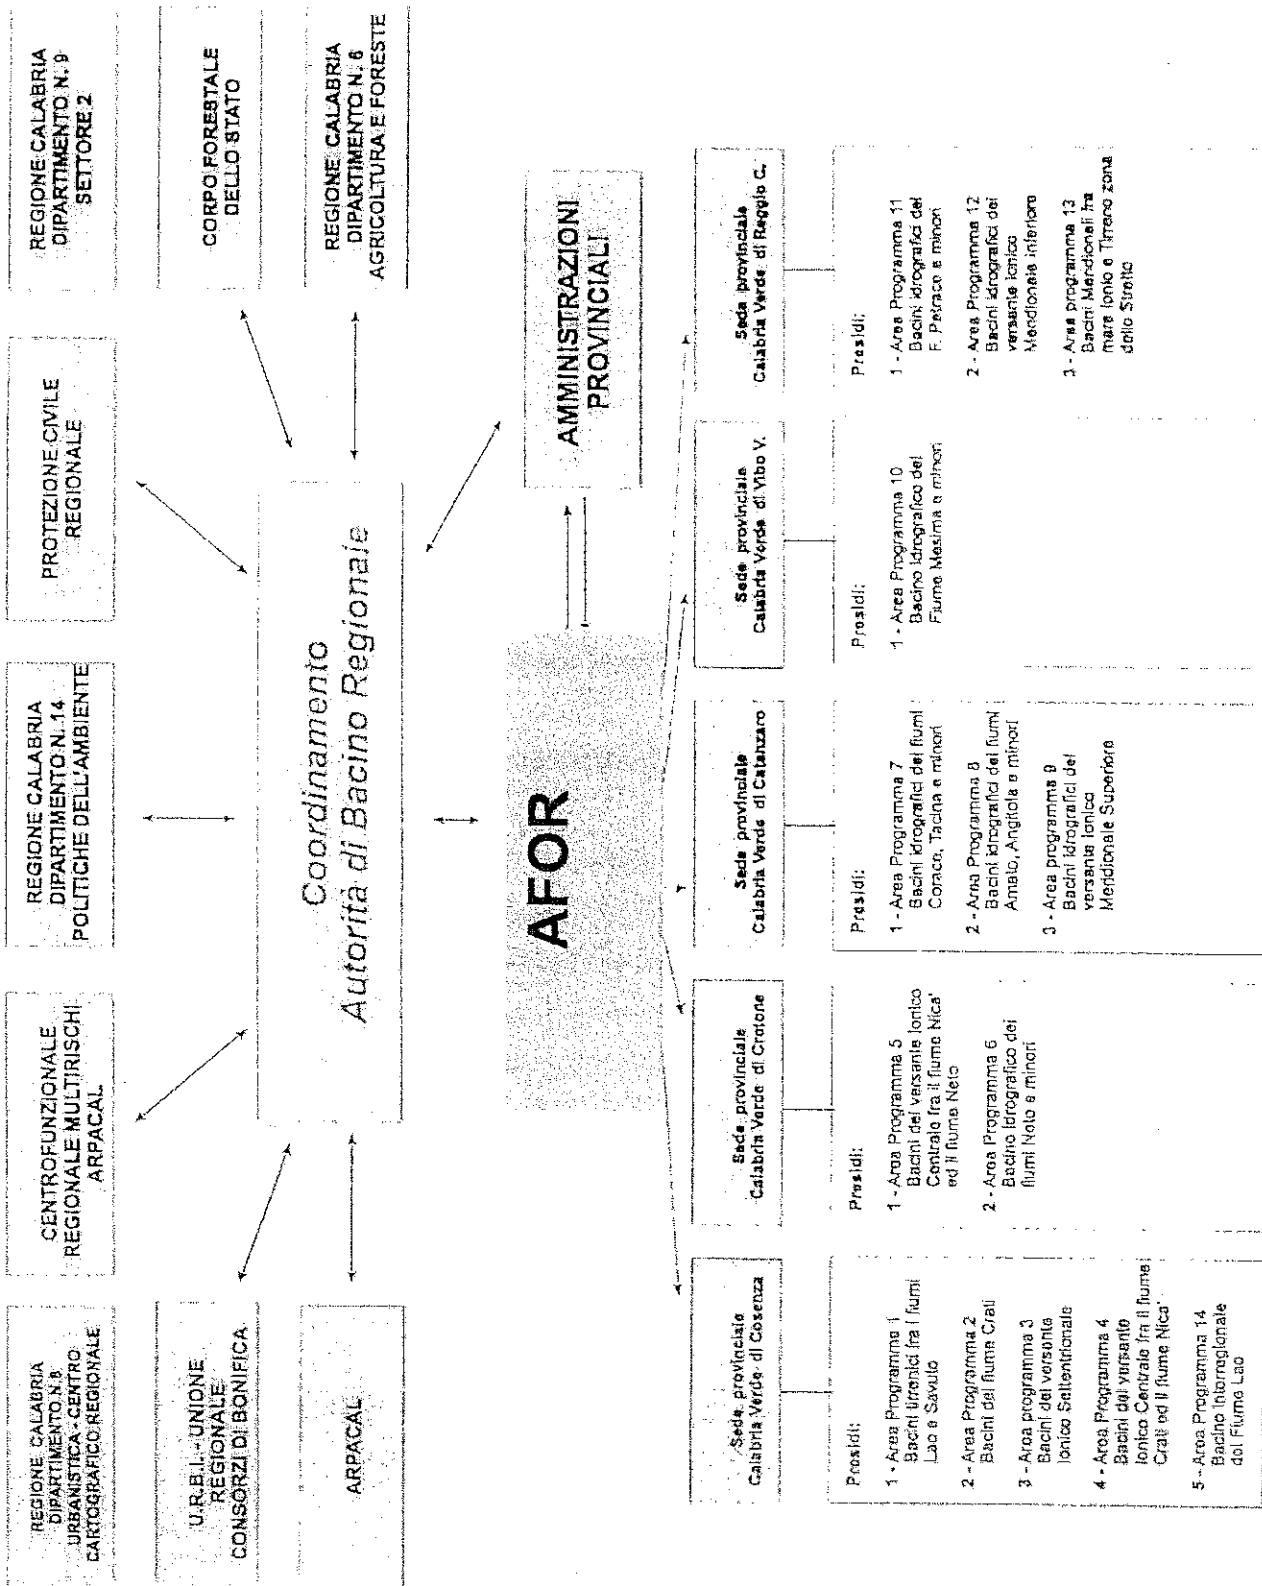 REGIONE CALABRIA
DIPARTIMENTO N.8
URBANISTICA - CENTRO
CARTOGRAFICO REGIONALE
CENTROFUNZIONALE
REGIONALE MULTIRISCHI
ARPACAL
REGIONE CALABRIA
DIPARTIMENTO N. 14
POLITICHE DELL'AMBIENTE
PROTEZIONE CIVILE
REGIONALE
REGIONE CALABRIA
DIPARTIMENTO N. 9
SETTORE 2
U.R.B.I. - UNIONE
REGIONALE
CONSORZI DI BONIFICA
CORPO FORESTALE
DELLO STATO
ARPACAL
Coordinamento
Autorità di Bacino Regionale
REGIONE CALABRIA
DIPARTIMENTO N. 6
AGRICOLTURA E FORESTE
AFOR
AMMINISTRAZIONI
PROVINCIALI
Sede provinciale
Calabria Verde di Cosenza
Presidi:
1 - Area Programma 1
Bacini tirrenici fra i fiumi
Lao e Savuto
2 - Area Programma 2
Bacini del fiume Crati
3 - Area programma 3
Bacini del versante
Ionico Settentrionale
4 - Area Programma 4
Bacini del versante
Ionico Centrale fra il fiume
Crati ed il fiume Nica'
5 - Area Programma 14
Bacino Interregionale
del Fiume Lao
Sede provinciale
Calabria Verde di Crotone
Presidi:
1 - Area Programma 5
Bacini del versante Ionico
Centrale fra il fiume Nica'
ed il fiume Neto
2 - Area Programma 6
Bacino idrografico dei
fiumi Neto e minori
Sede provinciale
Calabria Verde di Catanzaro
Presidi:
1 - Area Programma 7
Bacini idrografici dei fiumi
Corace, Tacina e minori
2 - Area Programma 8
Bacini idrografici dei fiumi
Amato, Angitola e minori
3 - Area programma 9
Bacini idrografici del
versante Ionico
Meridionale Superiore
Sede provinciale
Calabria Verde di Vibo V.
Presidi:
1 - Area Programma 10
Bacino Idrografico del
Fiume Mesima e minori
Sede provinciale
Calabria Verde di Reggio C.
Presidi:
1 - Area Programma 11
Bacini idrografici del
F. Petrace e minori
2 - Area Programma 12
Bacini idrografici del
versante Ionico
Meridionale inferiore
3 - Area programma 13
Bacini Meridionali fra
mare Ionio e Tirreno zona
dello Stretto